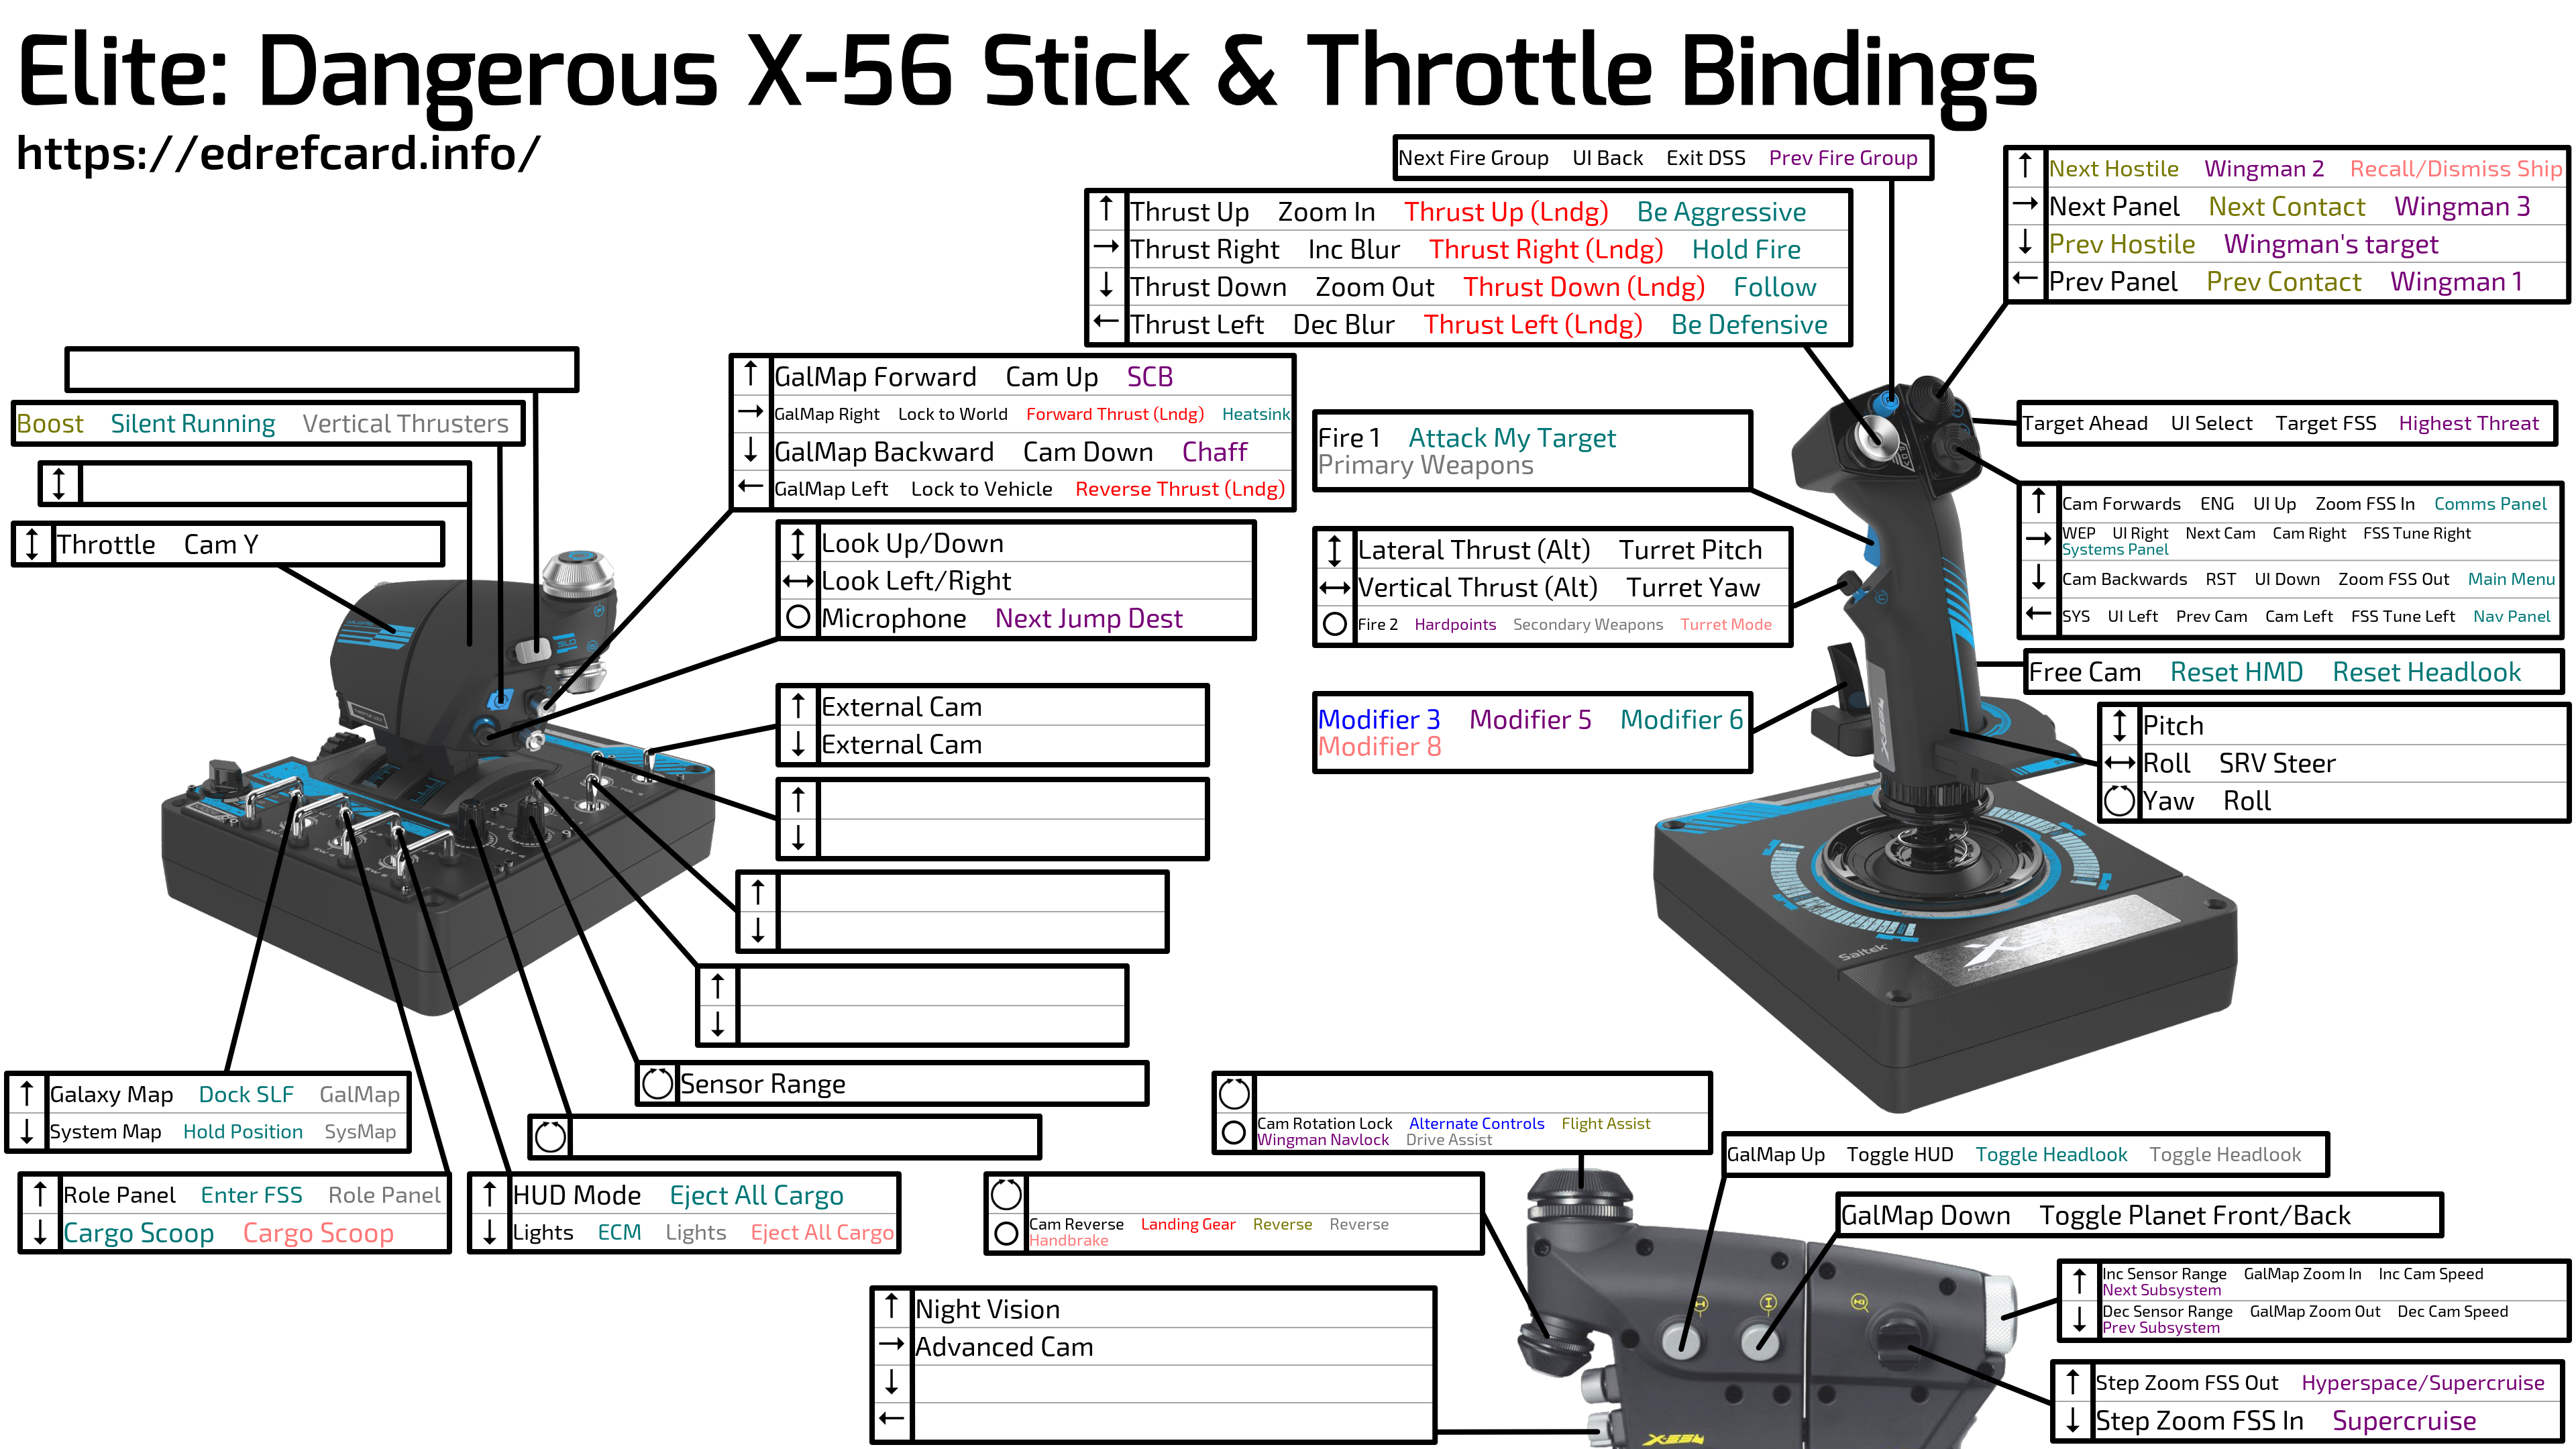 Elite: Dangerous X-56 Stick & Throttle Bindings
https://edrefcard.info/
Next Fire Group UI Back Exit DSS Prev Fire Group
↑ Next Hostile Wingman 2 Recall/Dismiss Ship
→ Next Panel Next Contact Wingman 3
↓ Prev Hostile Wingman's target
← Prev Panel Prev Contact Wingman 1
↑ Thrust Up Zoom In Thrust Up (Lndg) Be Aggressive
→ Thrust Right Inc Blur Thrust Right (Lndg) Hold Fire
↓ Thrust Down Zoom Out Thrust Down (Lndg) Follow
← Thrust Left Dec Blur Thrust Left (Lndg) Be Defensive
Boost Silent Running Vertical Thrusters
↕
↕ Throttle Cam Y
↑ GalMap Forward Cam Up SCB
→ GalMap Right Lock to World Forward Thrust (Lndg) Heatsink
↓ GalMap Backward Cam Down Chaff
← GalMap Left Lock to Vehicle Reverse Thrust (Lndg)
↕ Look Up/Down
↔ Look Left/Right
Microphone Next Jump Dest
↑ External Cam
↓ External Cam
↑
↓
↑
↓
↑
↓
Sensor Range
Fire 1 Attack My Target
Primary Weapons
↕ Lateral Thrust (Alt) Turret Pitch
↔ Vertical Thrust (Alt) Turret Yaw
Fire 2 Hardpoints Secondary Weapons Turret Mode
Modifier 3 Modifier 5 Modifier 6
Modifier 8
Target Ahead UI Select Target FSS Highest Threat
↑ Cam Forwards ENG UI Up Zoom FSS In Comms Panel
→ WEP UI Right Next Cam Cam Right FSS Tune Right
Systems Panel
↓ Cam Backwards RST UI Down Zoom FSS Out Main Menu
← SYS UI Left Prev Cam Cam Left FSS Tune Left Nav Panel
Free Cam Reset HMD Reset Headlook
↕ Pitch
↔ Roll SRV Steer
Yaw Roll
Saitek
↑ Galaxy Map Dock SLF GalMap
↓ System Map Hold Position SysMap
↑ Role Panel Enter FSS Role Panel
↓ Cargo Scoop Cargo Scoop
↑ HUD Mode Eject All Cargo
↓ Lights ECM Lights Eject All Cargo
Cam Rotation Lock Alternate Controls Flight Assist
Wingman Navlock Drive Assist
Cam Reverse Landing Gear Reverse Reverse
Handbrake
GalMap Up Toggle HUD Toggle Headlook Toggle Headlook
GalMap Down Toggle Planet Front/Back
↑ Inc Sensor Range GalMap Zoom In Inc Cam Speed
Next Subsystem
↓ Dec Sensor Range GalMap Zoom Out Dec Cam Speed
Prev Subsystem
↑ Night Vision
→ Advanced Cam
↓
←
↑ Step Zoom FSS Out Hyperspace/Supercruise
↓ Step Zoom FSS In Supercruise